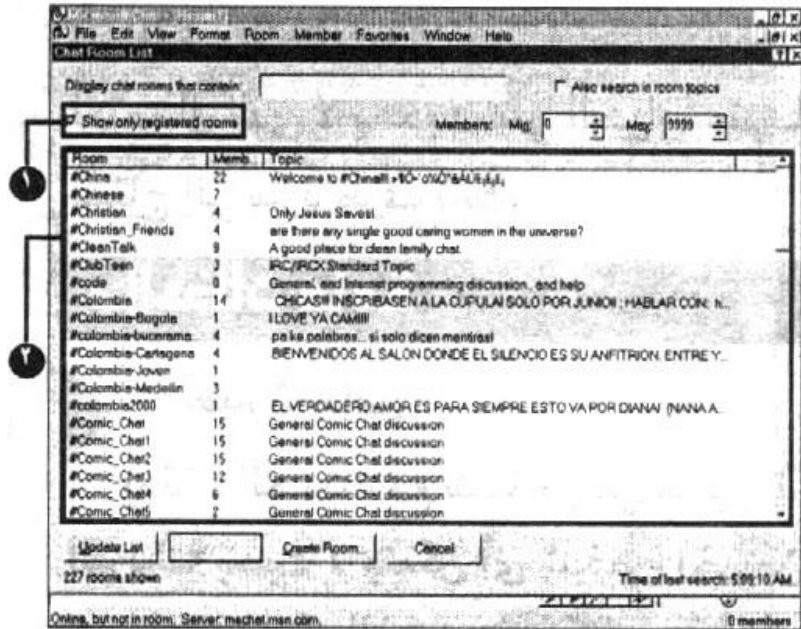 File Edit View Format Room Member Favorites Window Help
Chat Room List
Display chat rooms that contain:
Also search in room topics
Show only registered rooms
Members: Min: 0 Max: 9999
Room Memb. Topic
#China 22 Welcome to #China!!!
#Chinese 7
#Christian 4 Only Jesus Saves!
#Christian_Friends 4 are there any single good caring women in the universe?
#CleanTalk 9 A good place for clean family chat.
#ClubTeen 3 IRC/IRCX Standard Topic
#code 0 General, and Internet programming discussion, and help
#Colombia 14 CHICAS!!! INSCRIBASEN A LA CUPULA! SOLO POR JUNIO!! ; HABLAR CON: h...
#Colombia-Bogota 1 I LOVE YA CAMI!!!
#colombia-bucarama 4 pa ke palabras... si solo dicen mentiras!
#Colombia-Cartagena 4 BIENVENIDOS AL SALON DONDE EL SILENCIO ES SU ANFITRION. ENTRE Y...
#Colombia-Joven 1
#Colombia-Medellin 3
#colombia2000 1 EL VERDADERO AMOR ES PARA SIEMPRE ESTO VA POR DIANA! (NANA A...
#Comic_Chat 15 General Comic Chat discussion
#Comic_Chat1 15 General Comic Chat discussion
#Comic_Chat2 15 General Comic Chat discussion
#Comic_Chat3 12 General Comic Chat discussion
#Comic_Chat4 6 General Comic Chat discussion
#Comic_Chat5 2 General Comic Chat discussion
Update List Create Room... Cancel
227 rooms shown
Time of last search: 5:09:10 AM
Online, but not in room. Server: mschat.msn.com.
0 members
١
٢